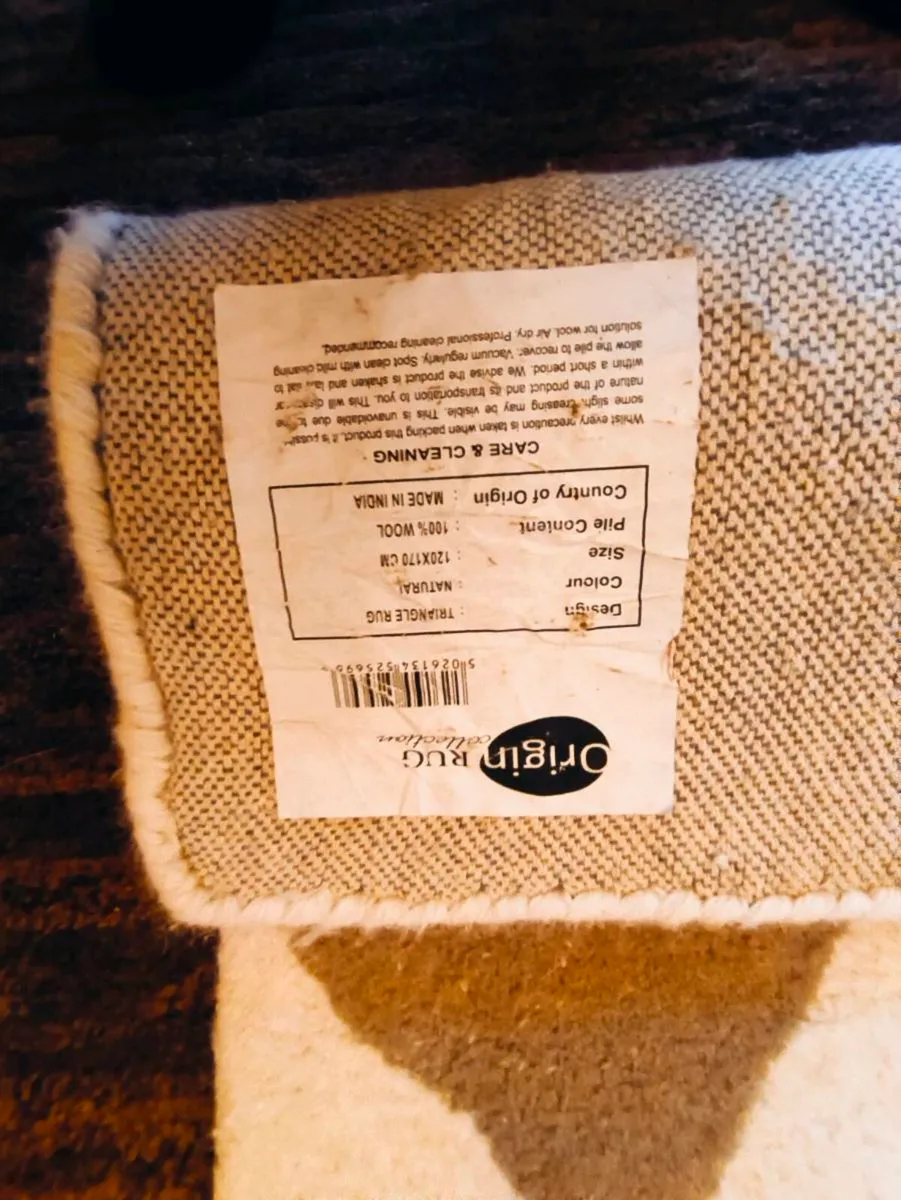 Origin RUG
collection
5 026134 525695
Design : TRIANGLE RUG
Colour : NATURAL
Size : 120X170 CM
Pile Content : 100% WOOL
Country of Origin : MADE IN INDIA
CARE & CLEANING
Whilst every precaution is taken when packing this product, it is
some slight creasing may be visible. This is unavoidable due to the
nature of the product and its transportation to you. This will
within a short period. We advise the product is shaken and flat to
allow the pile to recover. Vacuum regularly. Spot clean with mild cleaning
solution for wool. Air dry. Professional cleaning recommended.